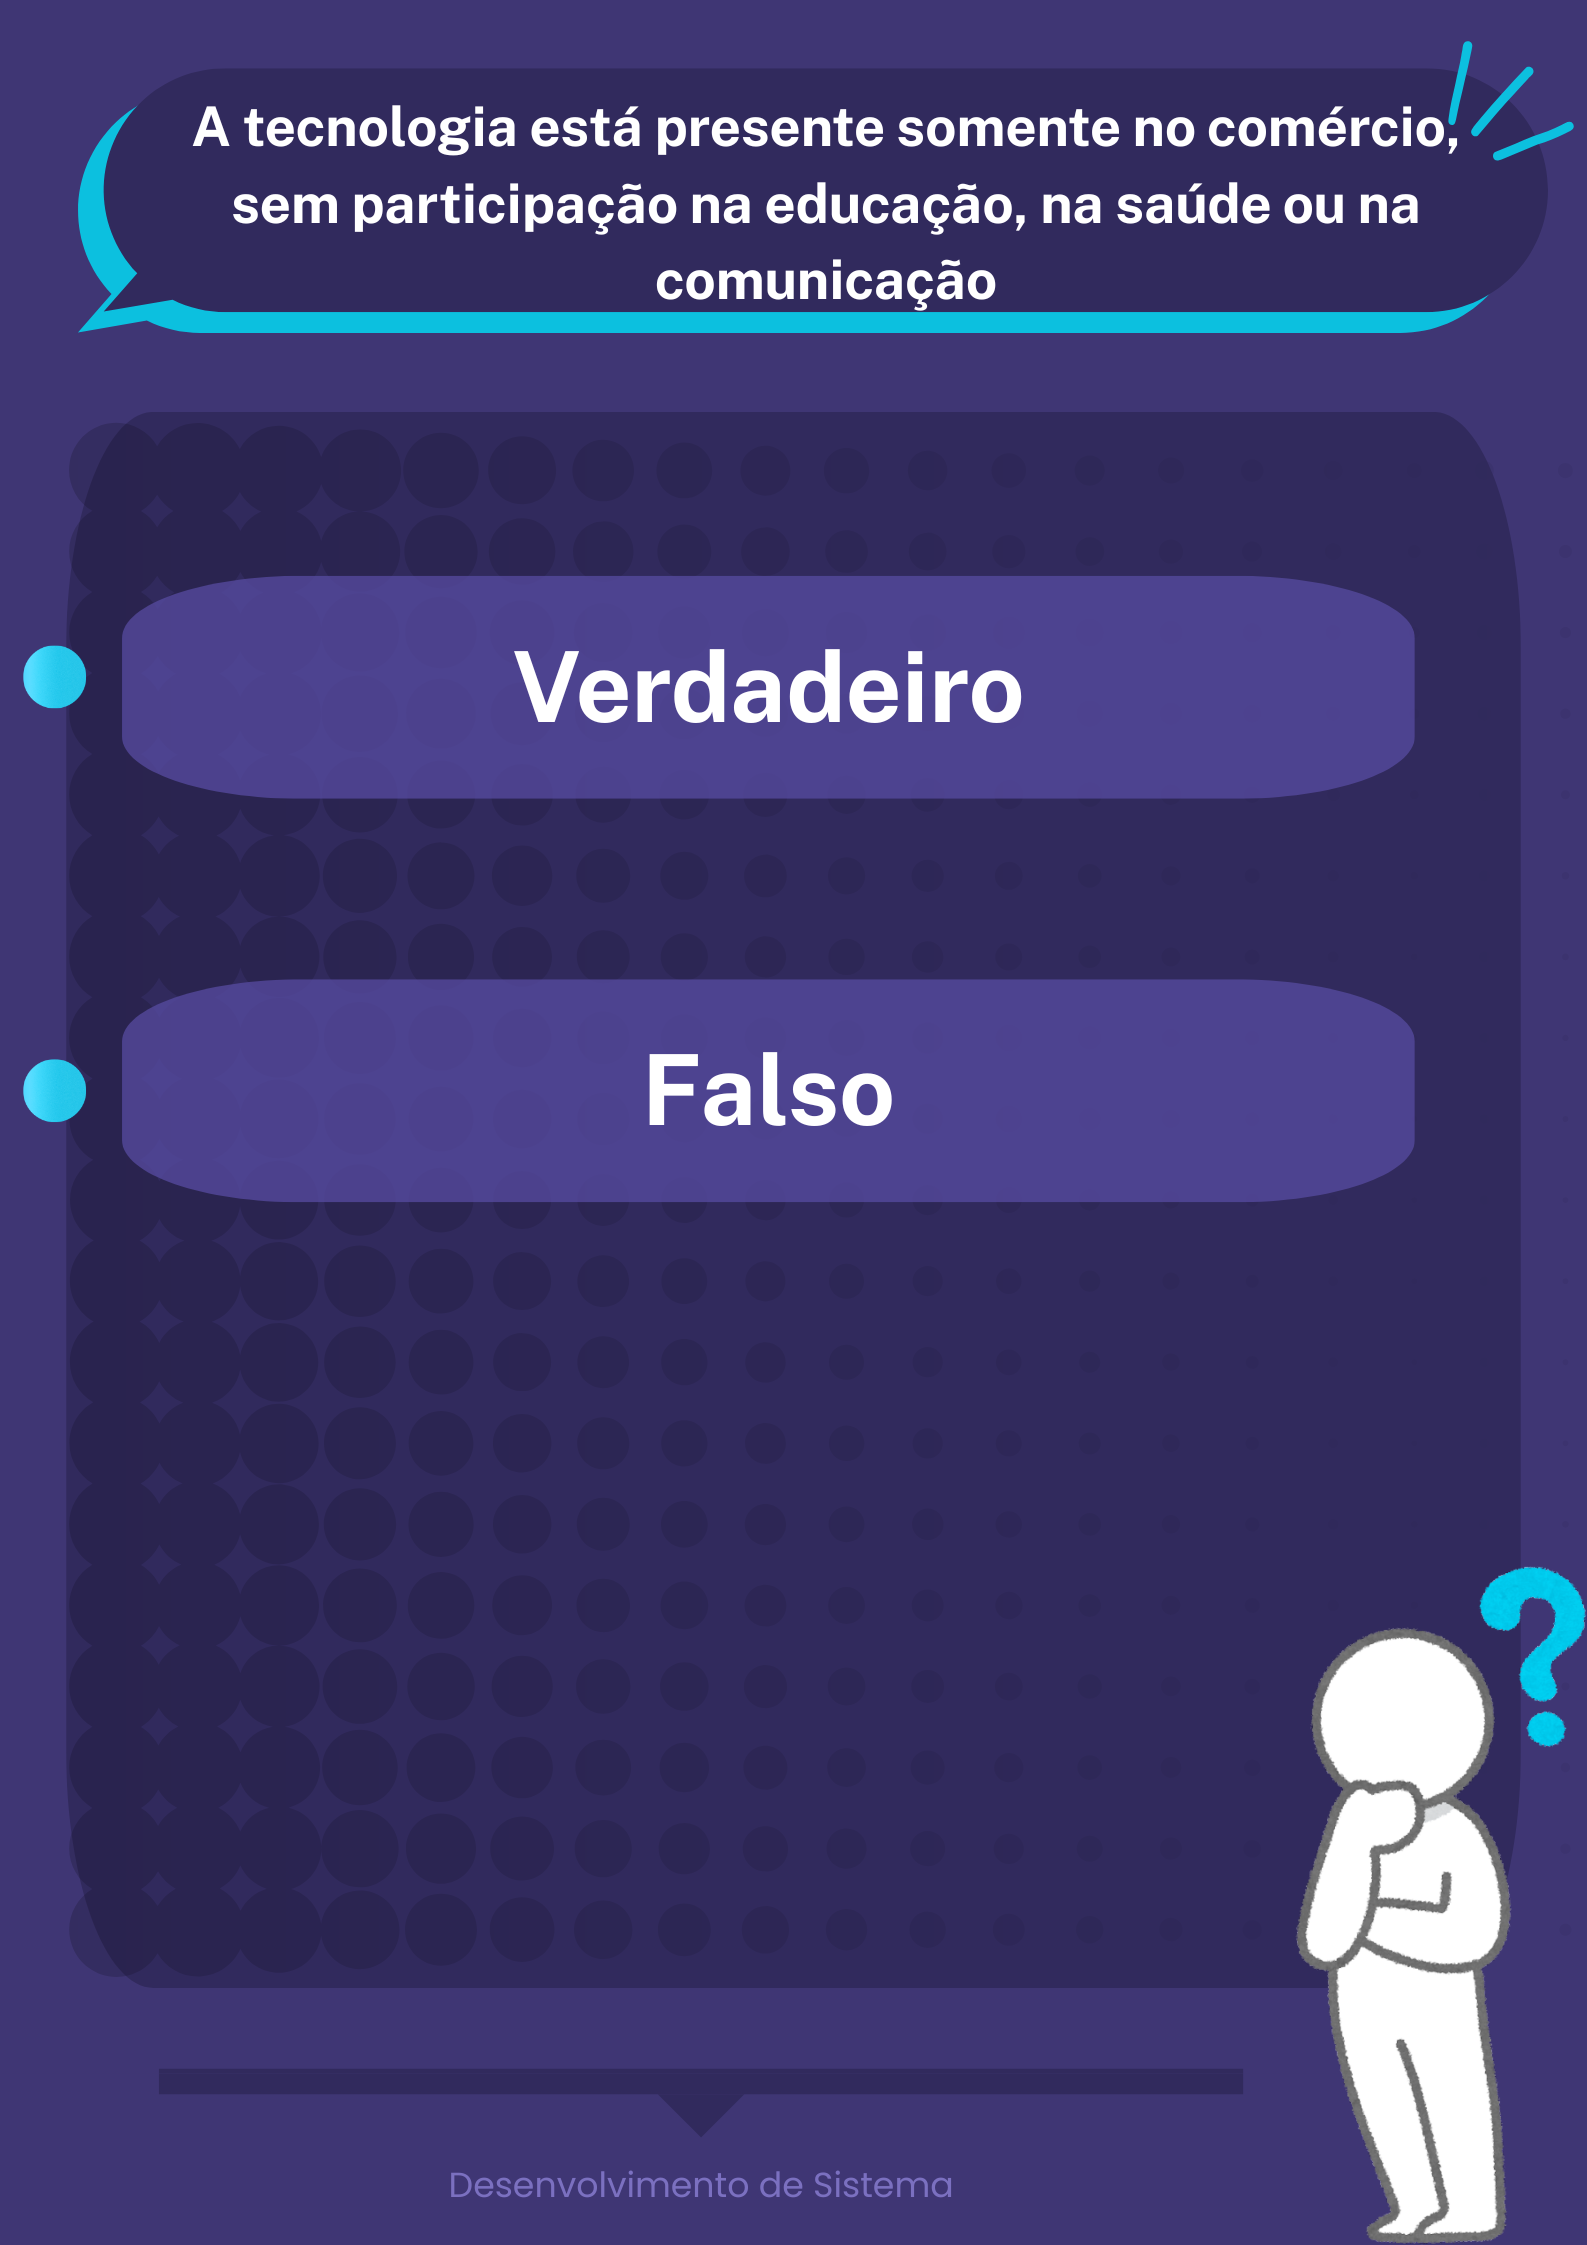 A tecnologia está presente somente no comércio,
sem participação na educação, na saúde ou na
comunicação
Verdadeiro
Falso
?
Desenvolvimento de Sistema